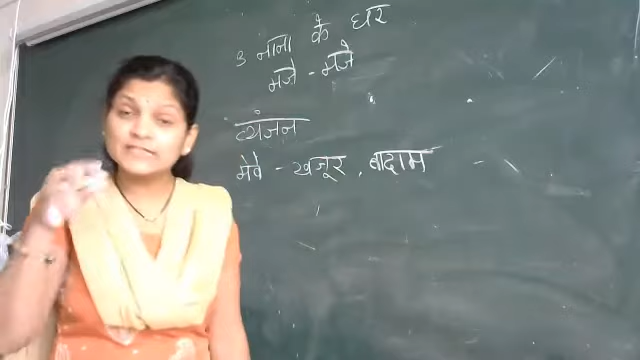 3 नाना के घर
मजे - मजे
व्यंजन
मेवे - खजूर, बादाम